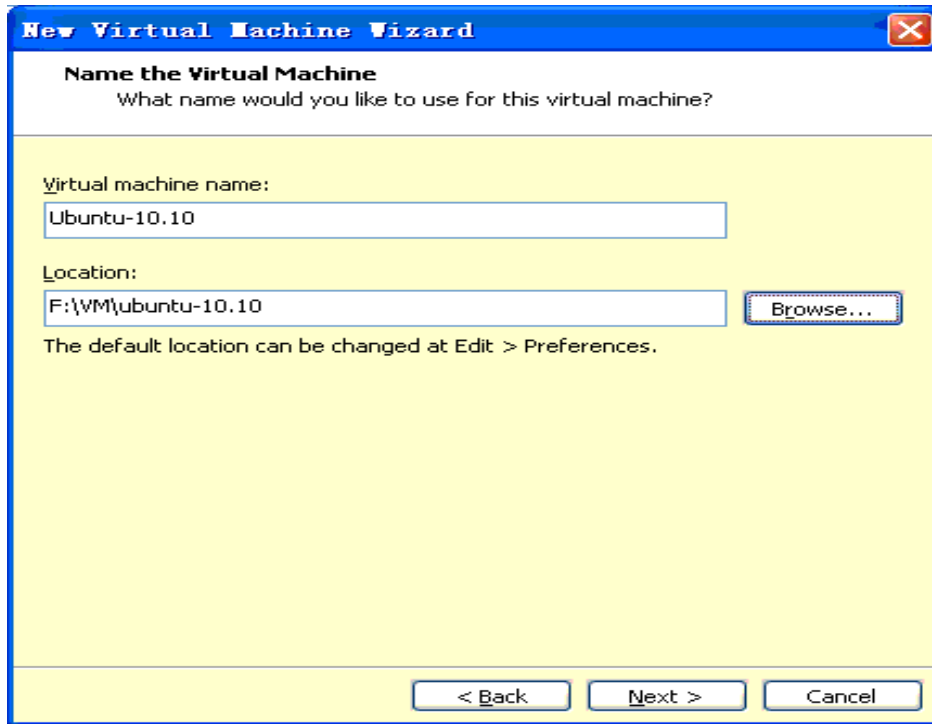 New Virtual Machine Wizard
Name the Virtual Machine
What name would you like to use for this virtual machine?
Virtual machine name:
Ubuntu-10.10
Location:
F:\VM\ubuntu-10.10
Browse...
The default location can be changed at Edit > Preferences.
< Back
Next >
Cancel